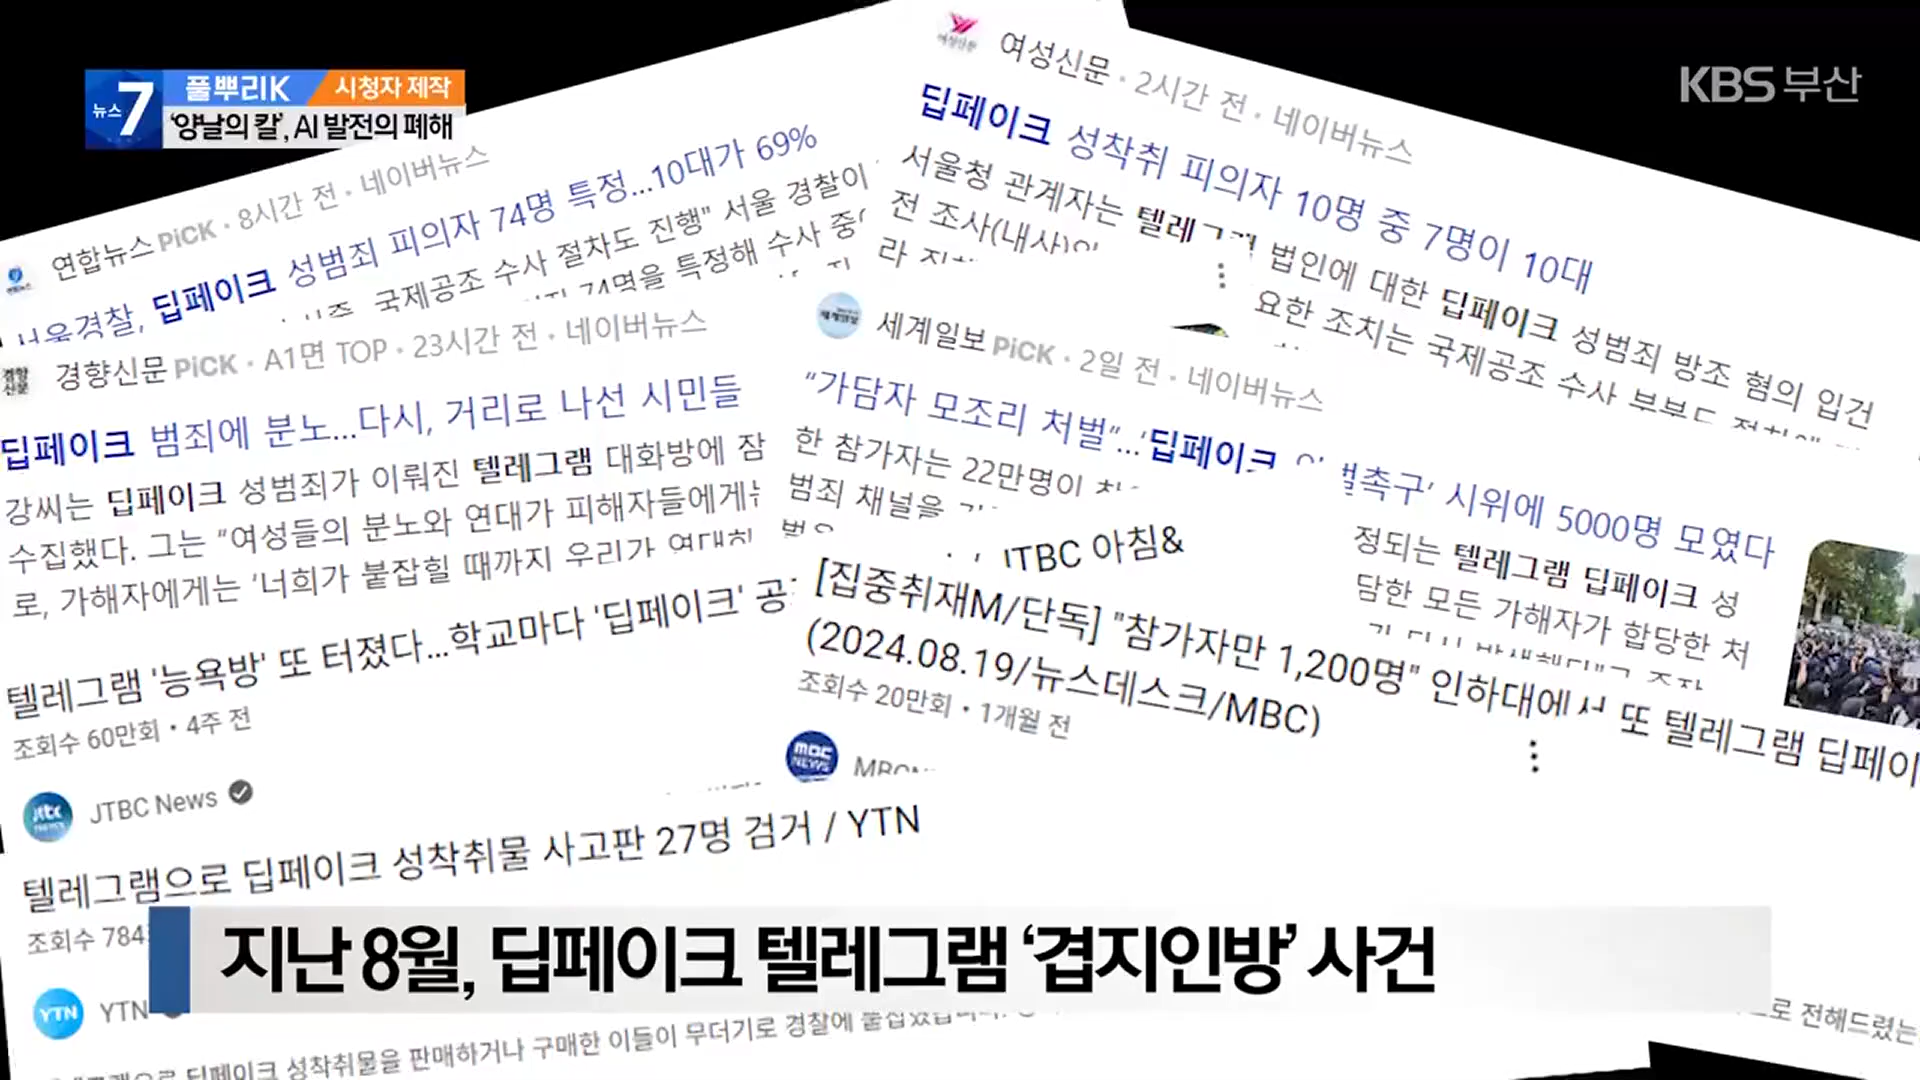 뉴스 7
풀뿌리K
시청자 제작
'양날의 칼', AI 발전의 폐해
KBS 부산
연합뉴스 PiCK · 8시간 전 · 네이버뉴스
서울경찰, 딥페이크 성범죄 피의자 74명 특정...10대가 69%
국제공조 수사 절차도 진행" 서울 경찰이
74명을 특정해 수사 중
경향신문 PiCK · A1면 TOP · 23시간 전 · 네이버뉴스
딥페이크 범죄에 분노...다시, 거리로 나선 시민들
강씨는 딥페이크 성범죄가 이뤄진 텔레그램 대화방에 잠
수집했다. 그는 "여성들의 분노와 연대가 피해자들에게는
로, 가해자에게는 '너희가 붙잡힐 때까지 우리가 연대해
텔레그램 '능욕방' 또 터졌다...학교마다 '딥페이크' 공
조회수 60만회 • 4주 전
JTBC News
텔레그램으로 딥페이크 성착취물 사고판 27명 검거 / YTN
조회수 784
YTN
딥페이크 성착취물을 판매하거나 구매한 이들이 무더기로 경찰에
여성신문 · 2시간 전 · 네이버뉴스
딥페이크 성착취 피의자 10명 중 7명이 10대
서울청 관계자는 텔레그램 법인에 대한 딥페이크 성범죄 방조 혐의 입건
전 조사(내사) 요한 조치는 국제공조 수사
세계일보 PiCK · 2일 전 · 네이버뉴스
"가담자 모조리 처벌"...'딥페이크 벌촉구' 시위에 5000명 모였다
한 참가자는 22만명이 정되는 텔레그램 딥페이크 성
범죄 채널을 담한 모든 가해자가 합당한 처
JTBC 아침&
[집중취재M/단독] "참가자만 1,200명" 인하대에서 또 텔레그램 딥페이
(2024.08.19/뉴스데스크/MBC)
조회수 20만회 • 1개월 전
MBC NEWS
로 전해드렸는
지난 8월, 딥페이크 텔레그램 '겹지인방' 사건